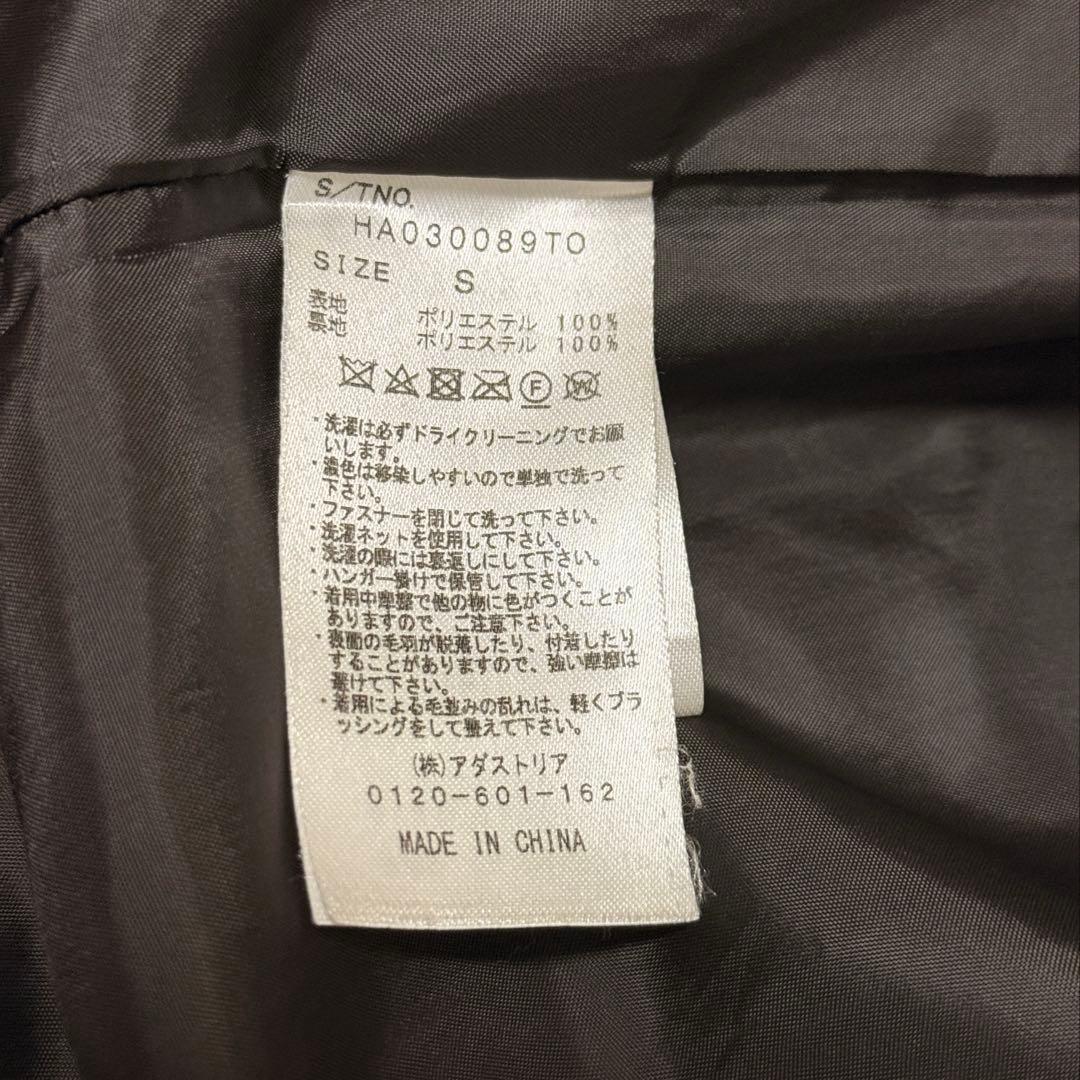 S/TNO.
HA030089TO
SIZE S
表地 ポリエステル 100%
裏地 ポリエステル 100%
F W
・洗濯は必ずドライクリーニングでお願
いします。
・濃色は移染しやすいので単独で洗って
下さい。
・ファスナーを閉じて洗って下さい。
・洗濯ネットを使用して下さい。
・洗濯の際には裏返しにして下さい。
・ハンガー掛けで保管して下さい。
・着用中摩擦で他の物に色がつくことが
ありますので、ご注意下さい。
・表面の毛羽が脱落したり、付着したり
することがありますので、強い摩擦は
避けて下さい。
・着用による毛並みの乱れは、軽くブラ
ッシングをして整えて下さい。
(株)アダストリア
0120-601-162
MADE IN CHINA